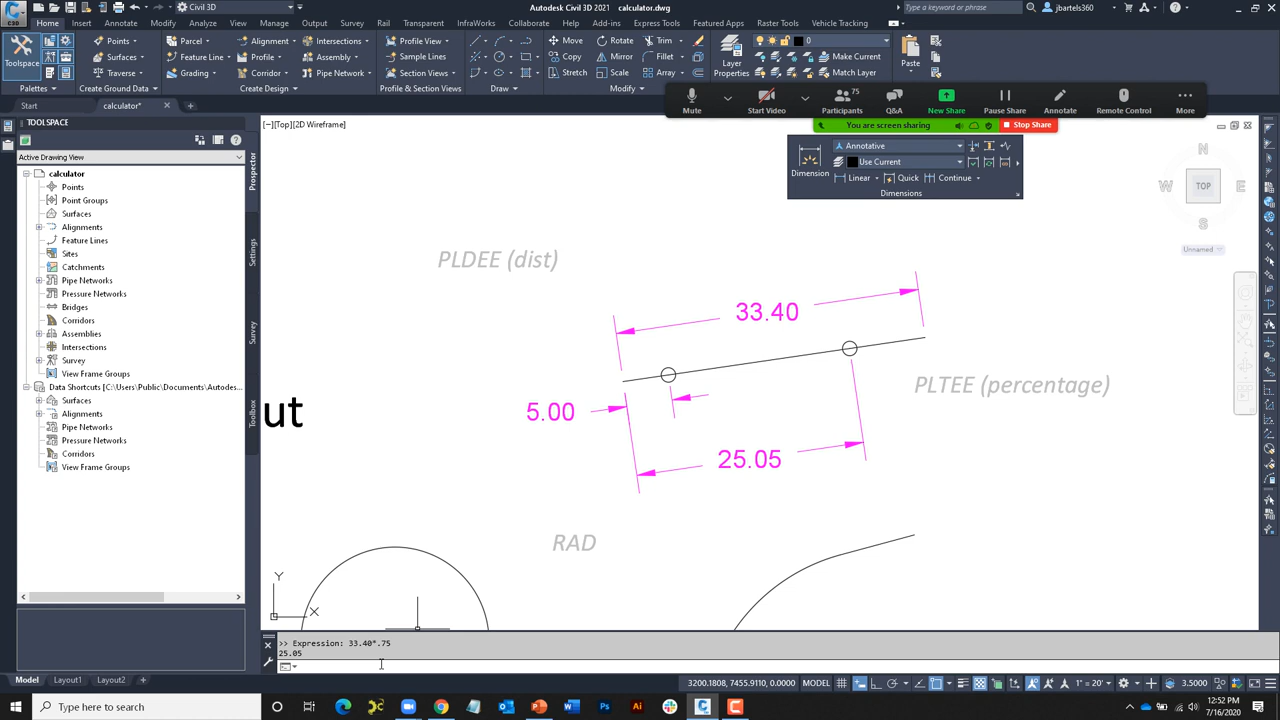 C3D Civil 3D Autodesk Civil 3D 2021 calculator.dwg Type a keyword or phrase jbartels360
Home Insert Annotate Modify Analyze View Manage Output Survey Rail Transparent InfraWorks Collaborate Help Add-ins Express Tools Featured Apps Transfer Tools Vehicle Tracking
Toolspace
Points
Surfaces
Traverse
Parcel
Feature Line
Grading
Alignment
Profile
Corridor
Intersections
Assembly
Pipe Network
Profile View
Sample Lines
Section Views
Move
Copy
Stretch
Rotate
Mirror
Scale
Trim
Fillet
Array
Layer
Properties
0
Make Current
Match Layer
Paste
Palettes Create Ground Data Create Design Profile & Section Views Draw Modify
Mute Start Video Participants 75 Q&A New Share Pause Share Annotate Remote Control More
You are screen sharing Stop Share
Start calculator*
TOOLSPACE
[–][Top][2D Wireframe]
Dimension
Annotative
Use Current
Linear Quick Continue
Dimensions
N
W TOP E
S
Unnamed
Active Drawing View
calculator
Points
Point Groups
Surfaces
Alignments
Feature Lines
Sites
Catchments
Pipe Networks
Pressure Networks
Bridges
Corridors
Assemblies
Intersections
Survey
View Frame Groups
Data Shortcuts [C:\Users\Public\Documents\Autodes
Surfaces
Alignments
Pipe Networks
Pressure Networks
Corridors
View Frame Groups
Prospector
Settings
Survey
Toolbox
PLDEE (dist)
33.40
PLTEE (percentage)
5.00
ut
25.05
RAD
Y
X
>> Expression: 33.40*.75
25.05
Model Layout1 Layout2
3200.1808, 7455.9110, 0.0000 MODEL 1" = 20' 3.5000
Type here to search
12:52 PM
7/16/2020